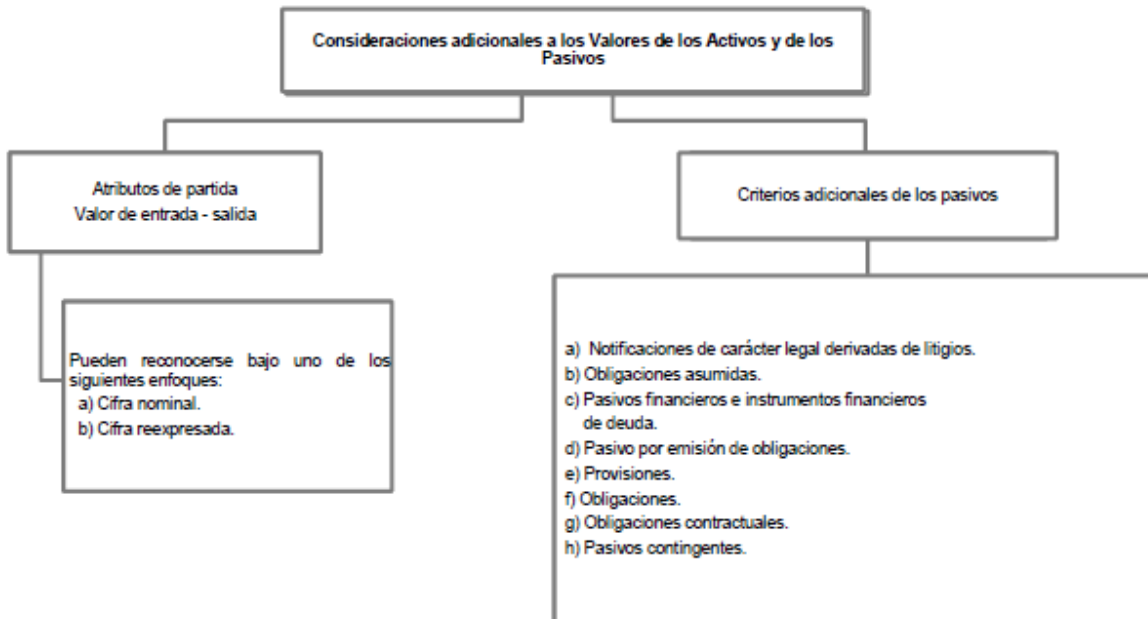 Consideraciones adicionales a los Valores de los Activos y de los
Pasivos
Atributos de partida
Valor de entrada - salida
Criterios adicionales de los pasivos
Pueden reconocerse bajo uno de los
siguientes enfoques:
a) Cifra nominal.
b) Cifra reexpresada.
a) Notificaciones de carácter legal derivadas de litigios.
b) Obligaciones asumidas.
c) Pasivos financieros e instrumentos financieros
de deuda.
d) Pasivo por emisión de obligaciones.
e) Provisiones.
f) Obligaciones.
g) Obligaciones contractuales.
h) Pasivos contingentes.